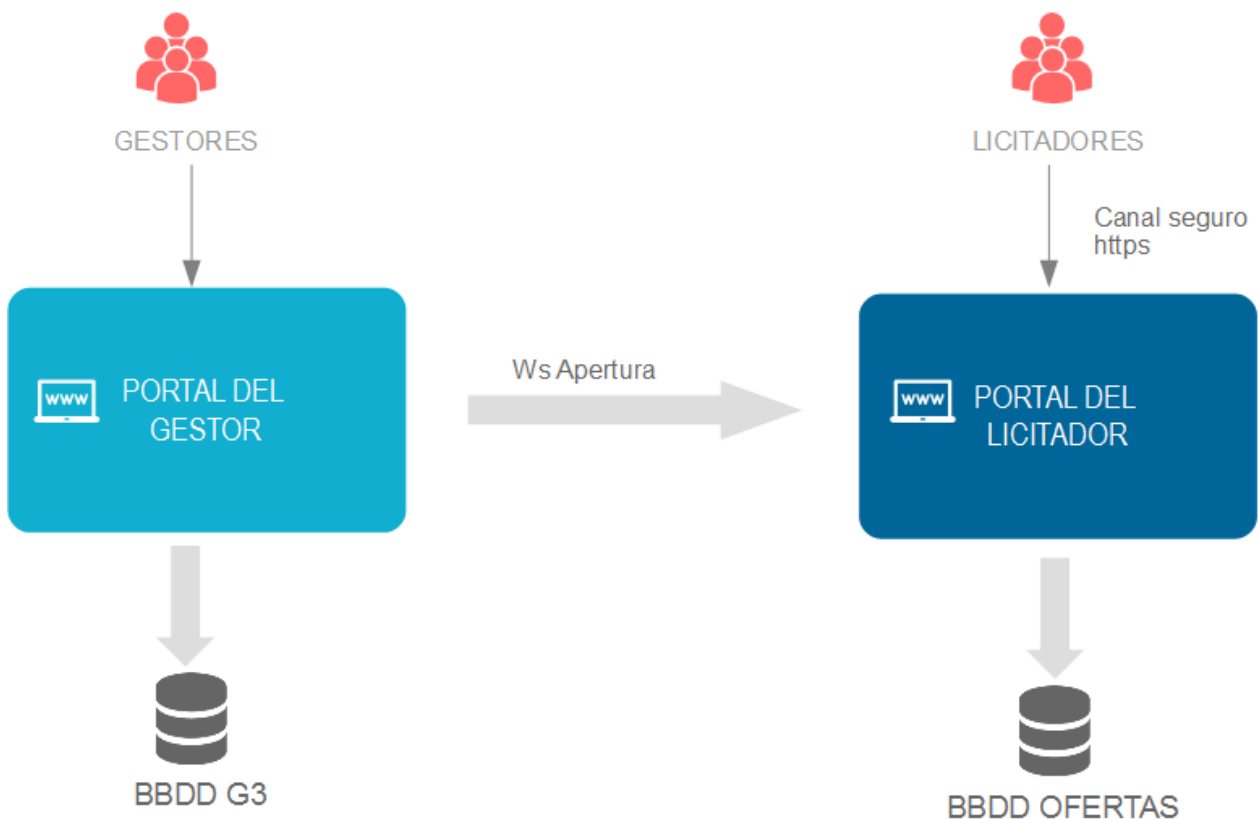 GESTORES
LICITADORES
Canal seguro
https
www
PORTAL DEL
GESTOR
Ws Apertura
www
PORTAL DEL
LICITADOR
BBDD G3
BBDD OFERTAS